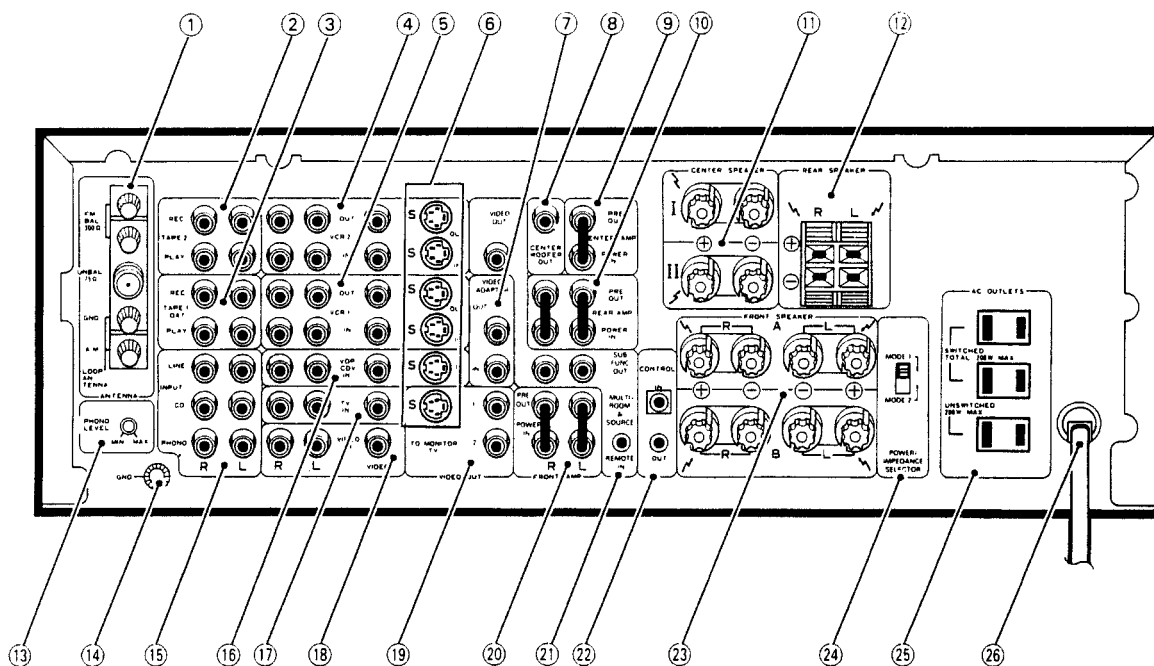 ① ② ③ ④ ⑤ ⑥ ⑦ ⑧ ⑨ ⑩ ⑪ ⑫
FM
BAL
300Ω
UNBAL
75Ω
GND
AM
LOOP
AN
TENNA
ANTENNA
REC
TAPE 2
PLAY
REC
TAPE 1
DAT
PLAY
LINE
INPUT
CD
PHONO
R L
OUT
VCR 2
IN
OUT
VCR 1
IN
VDP
CDV
IN
TV
IN
R L
VIDEO
S
S
S
S
S
S
TO MONITOR
TV
VIDEO
OUT
VIDEO
OUT
IN
1
2
VIDEO OUT
CENTER
WOOFER
OUT
PRE
OUT
CENTER AMP
POWER
IN
PRE
OUT
REAR AMP
POWER
IN
SUB
FUNC
OUT
PRE
OUT
POWER
IN
R L
FRONT AMP
MULTI-
ROOM
&
SOURCE
REMOTE
IN
CONTROL
IN
OUT
CENTER SPEAKER
I
II
+ −
REAR SPEAKER
R L
+
−
FRONT SPEAKER
R A L
+ − − +
R B L
MODE 1
MODE 2
POWER/
IMPEDANCE
SELECTOR
AC OUTLETS
SWITCHED
TOTAL 200W MAX
UNSWITCHED
200W MAX
PHONO
LEVEL
MIN MAX
GND
⑬ ⑭ ⑮ ⑯ ⑰ ⑱ ⑲ ⑳ ㉑ ㉒ ㉓ ㉔ ㉕ ㉖